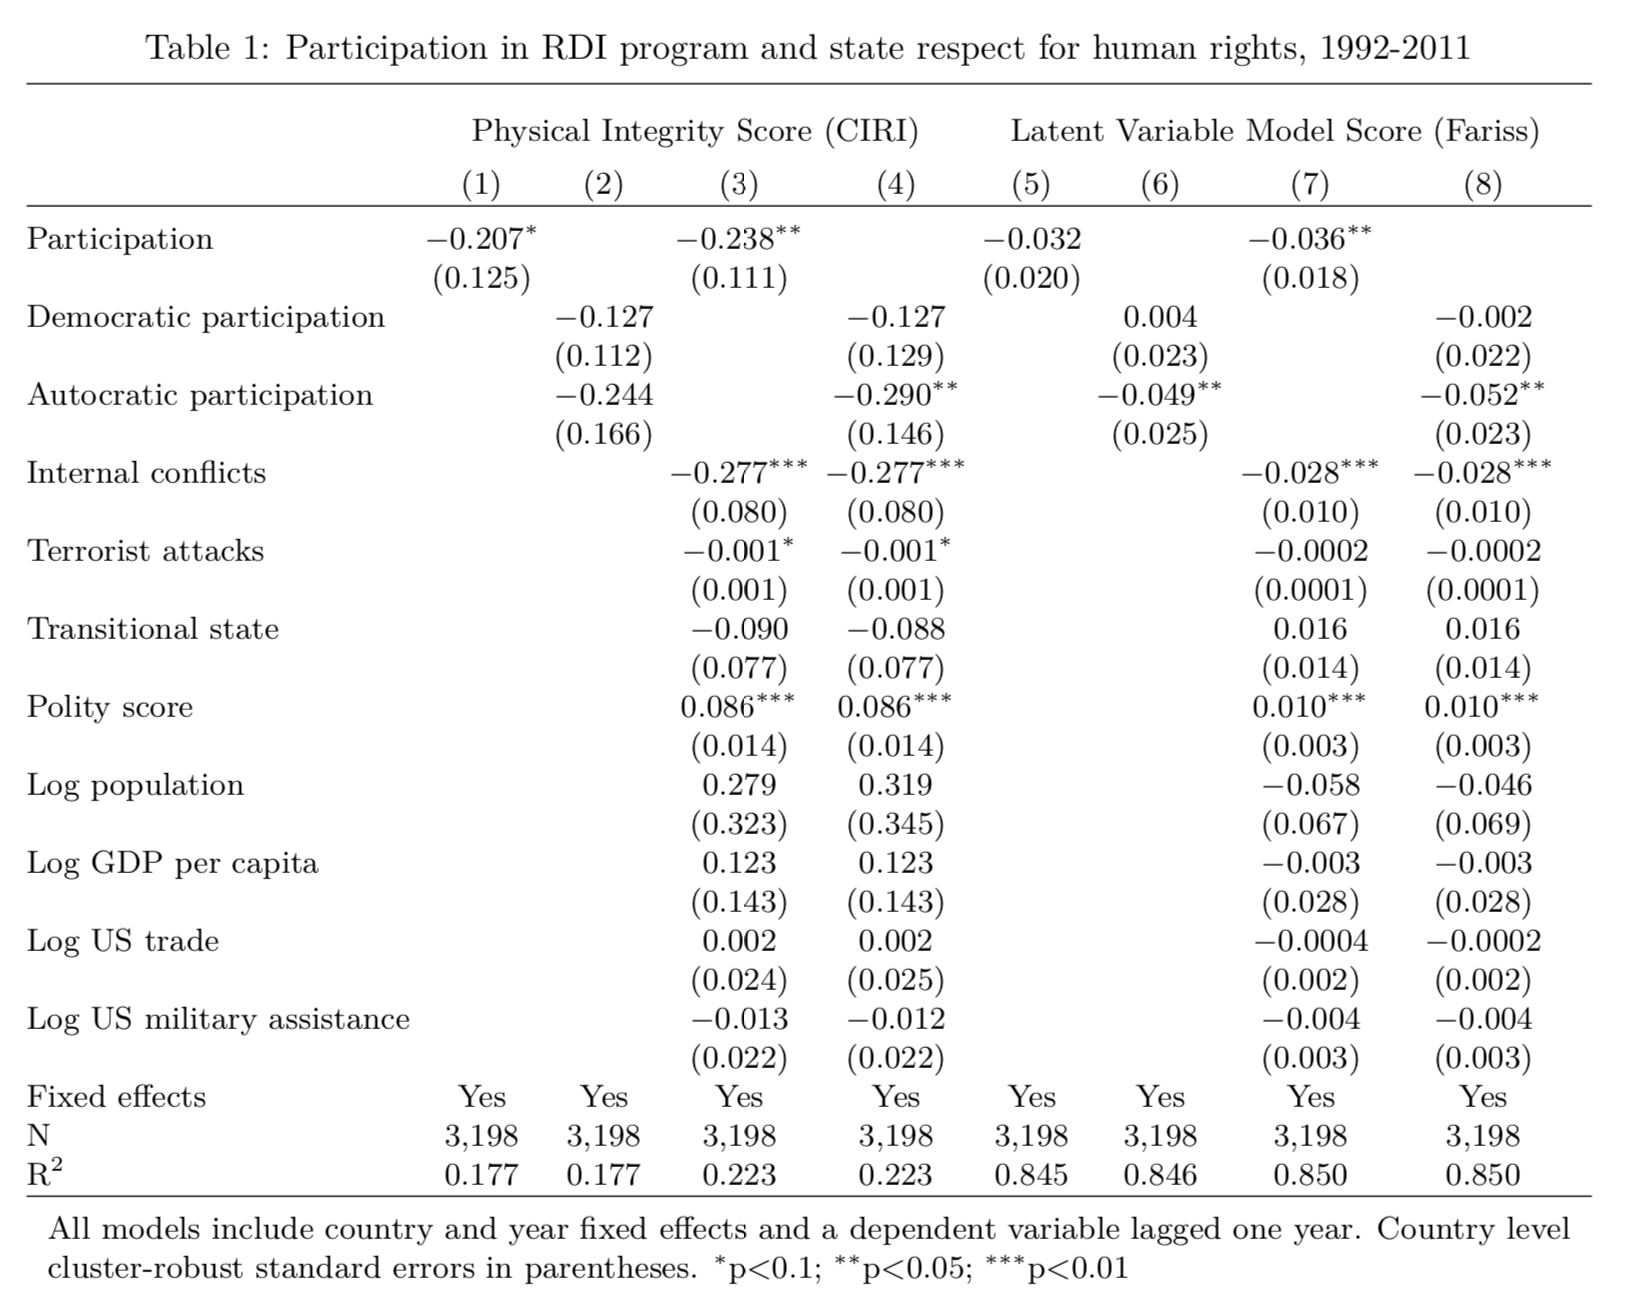 Table 1: Participation in RDI program and state respect for human rights, 1992-2011
Physical Integrity Score (CIRI) Latent Variable Model Score (Fariss)
(1) (2) (3) (4) (5) (6) (7) (8)
Participation −0.207* −0.238** −0.032 −0.036**
(0.125) (0.111) (0.020) (0.018)
Democratic participation −0.127 −0.127 0.004 −0.002
(0.112) (0.129) (0.023) (0.022)
Autocratic participation −0.244 −0.290** −0.049** −0.052**
(0.166) (0.146) (0.025) (0.023)
Internal conflicts −0.277*** −0.277*** −0.028*** −0.028***
(0.080) (0.080) (0.010) (0.010)
Terrorist attacks −0.001* −0.001* −0.0002 −0.0002
(0.001) (0.001) (0.0001) (0.0001)
Transitional state −0.090 −0.088 0.016 0.016
(0.077) (0.077) (0.014) (0.014)
Polity score 0.086*** 0.086*** 0.010*** 0.010***
(0.014) (0.014) (0.003) (0.003)
Log population 0.279 0.319 −0.058 −0.046
(0.323) (0.345) (0.067) (0.069)
Log GDP per capita 0.123 0.123 −0.003 −0.003
(0.143) (0.143) (0.028) (0.028)
Log US trade 0.002 0.002 −0.0004 −0.0002
(0.024) (0.025) (0.002) (0.002)
Log US military assistance −0.013 −0.012 −0.004 −0.004
(0.022) (0.022) (0.003) (0.003)
Fixed effects Yes Yes Yes Yes Yes Yes Yes Yes
N 3,198 3,198 3,198 3,198 3,198 3,198 3,198 3,198
R² 0.177 0.177 0.223 0.223 0.845 0.846 0.850 0.850
All models include country and year fixed effects and a dependent variable lagged one year. Country level
cluster-robust standard errors in parentheses. *p<0.1; **p<0.05; ***p<0.01